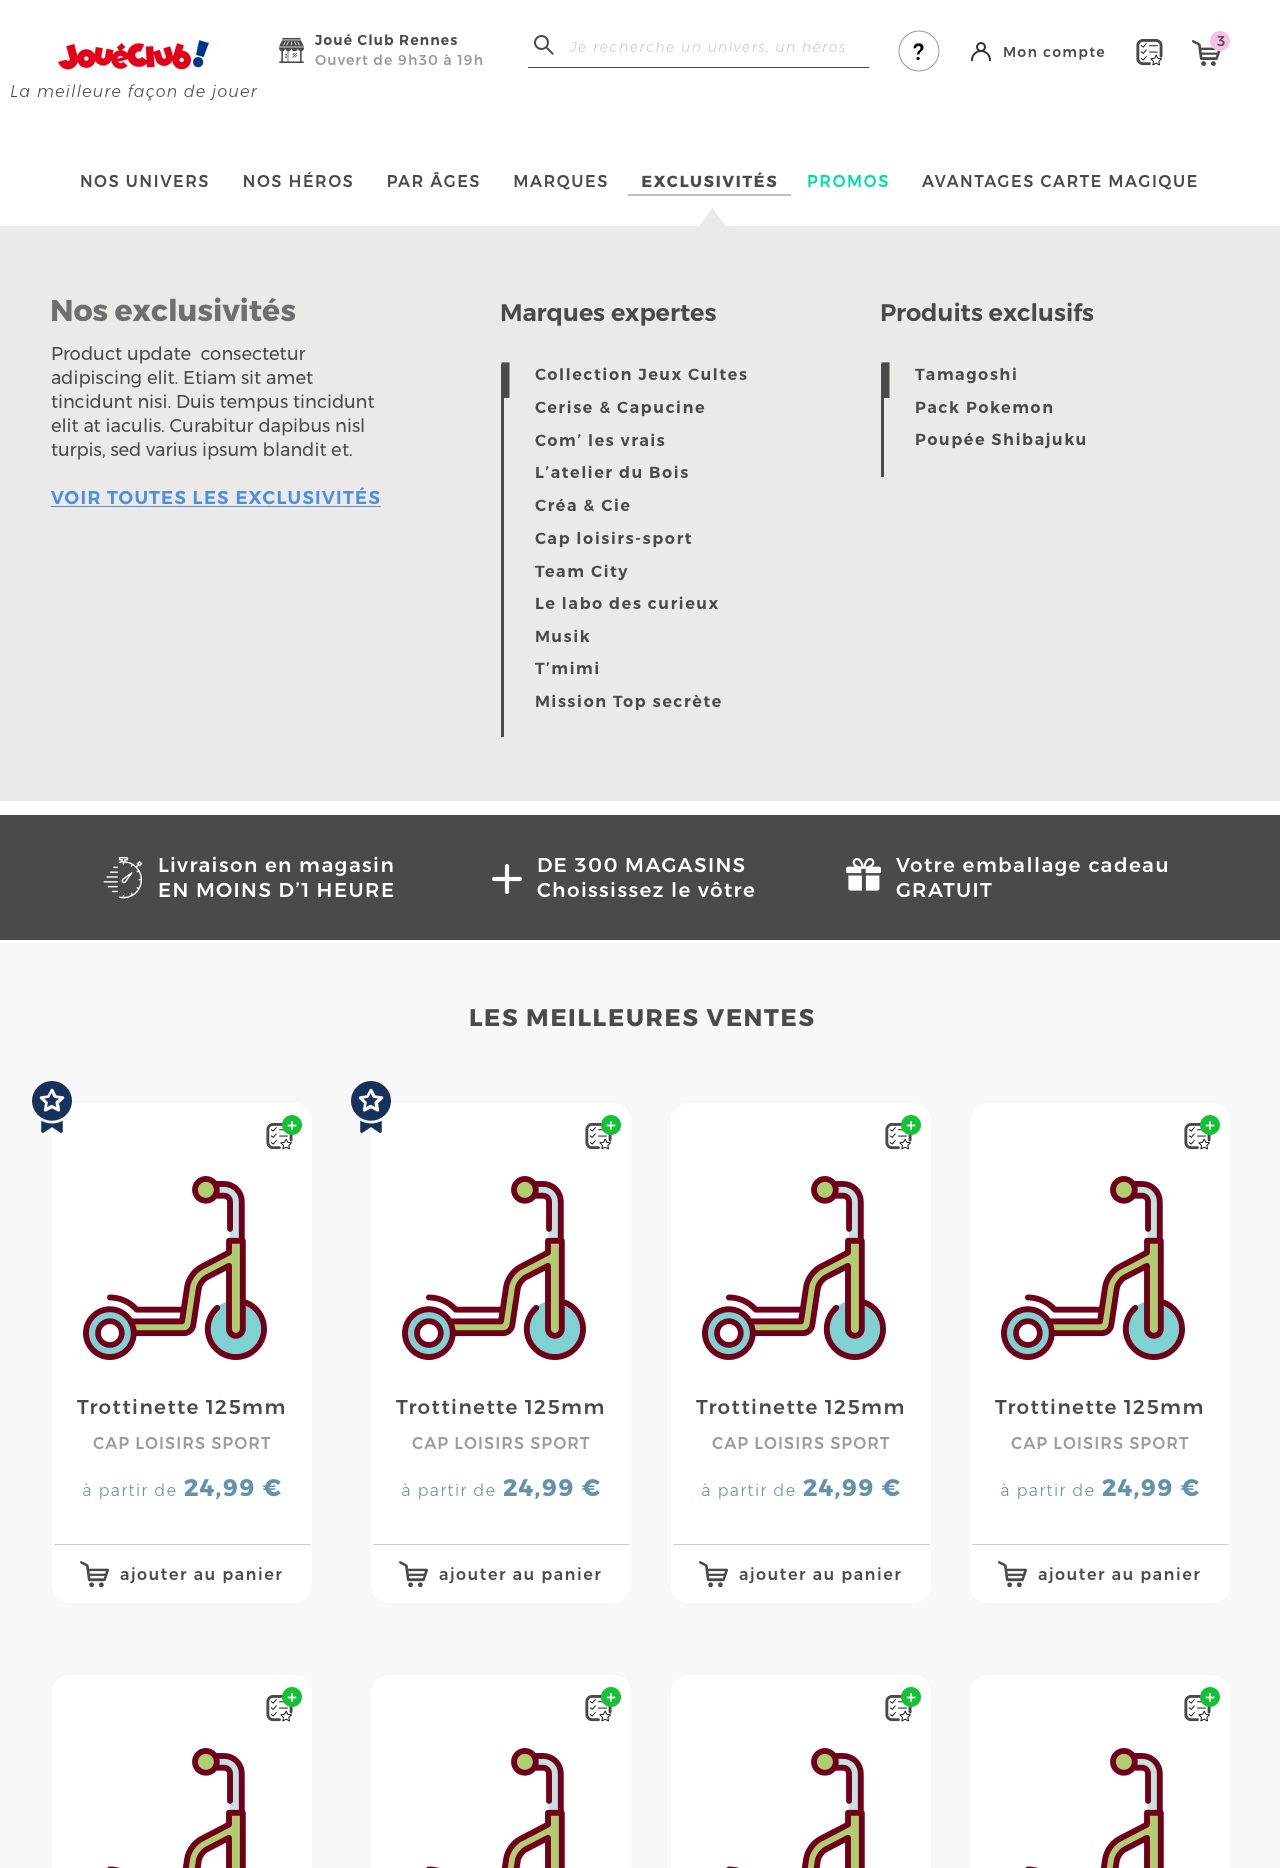 JouéClub!
La meilleure façon de jouer
Joué Club Rennes
Ouvert de 9h30 à 19h
Je recherche un univers, un héros
?
Mon compte
3
NOS UNIVERS NOS HÉROS PAR ÂGES MARQUES EXCLUSIVITÉS PROMOS AVANTAGES CARTE MAGIQUE
Nos exclusivités
Product update consectetur
adipiscing elit. Etiam sit amet
tincidunt nisi. Duis tempus tincidunt
elit at iaculis. Curabitur dapibus nisl
turpis, sed varius ipsum blandit et.
VOIR TOUTES LES EXCLUSIVITÉS
Marques expertes
Collection Jeux Cultes
Cerise & Capucine
Com’ les vrais
L’atelier du Bois
Créa & Cie
Cap loisirs-sport
Team City
Le labo des curieux
Musik
T’mimi
Mission Top secrète
Produits exclusifs
Tamagoshi
Pack Pokemon
Poupée Shibajuku
Livraison en magasin
EN MOINS D’1 HEURE
DE 300 MAGASINS
Choississez le vôtre
Votre emballage cadeau
GRATUIT
LES MEILLEURES VENTES
Trottinette 125mm
CAP LOISIRS SPORT
à partir de 24,99 €
ajouter au panier
Trottinette 125mm
CAP LOISIRS SPORT
à partir de 24,99 €
ajouter au panier
Trottinette 125mm
CAP LOISIRS SPORT
à partir de 24,99 €
ajouter au panier
Trottinette 125mm
CAP LOISIRS SPORT
à partir de 24,99 €
ajouter au panier